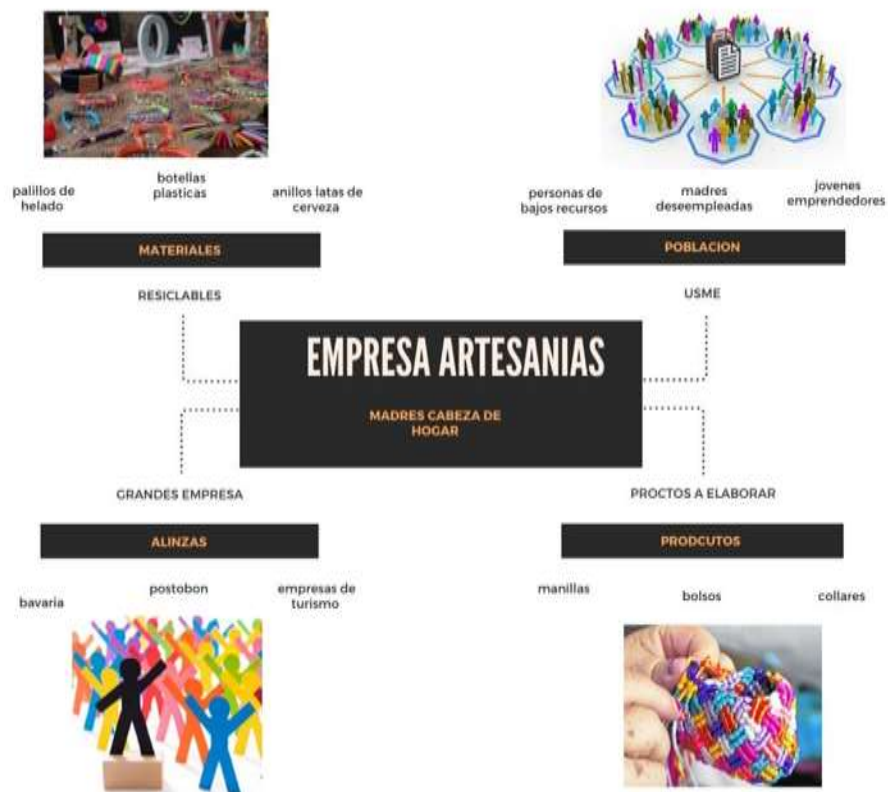 palillos de
helado
botellas
plasticas
anillos latas de
cerveza
MATERIALES
RESICLABLES
personas de
bajos recursos
madres
deseempleadas
jovenes
emprendedores
POBLACION
USME
EMPRESA ARTESANIAS
MADRES CABEZA DE
HOGAR
GRANDES EMPRESA
ALINZAS
bavaria
postobon
empresas de
turismo
PROCTOS A ELABORAR
PRODCUTOS
manillas
bolsos
collares